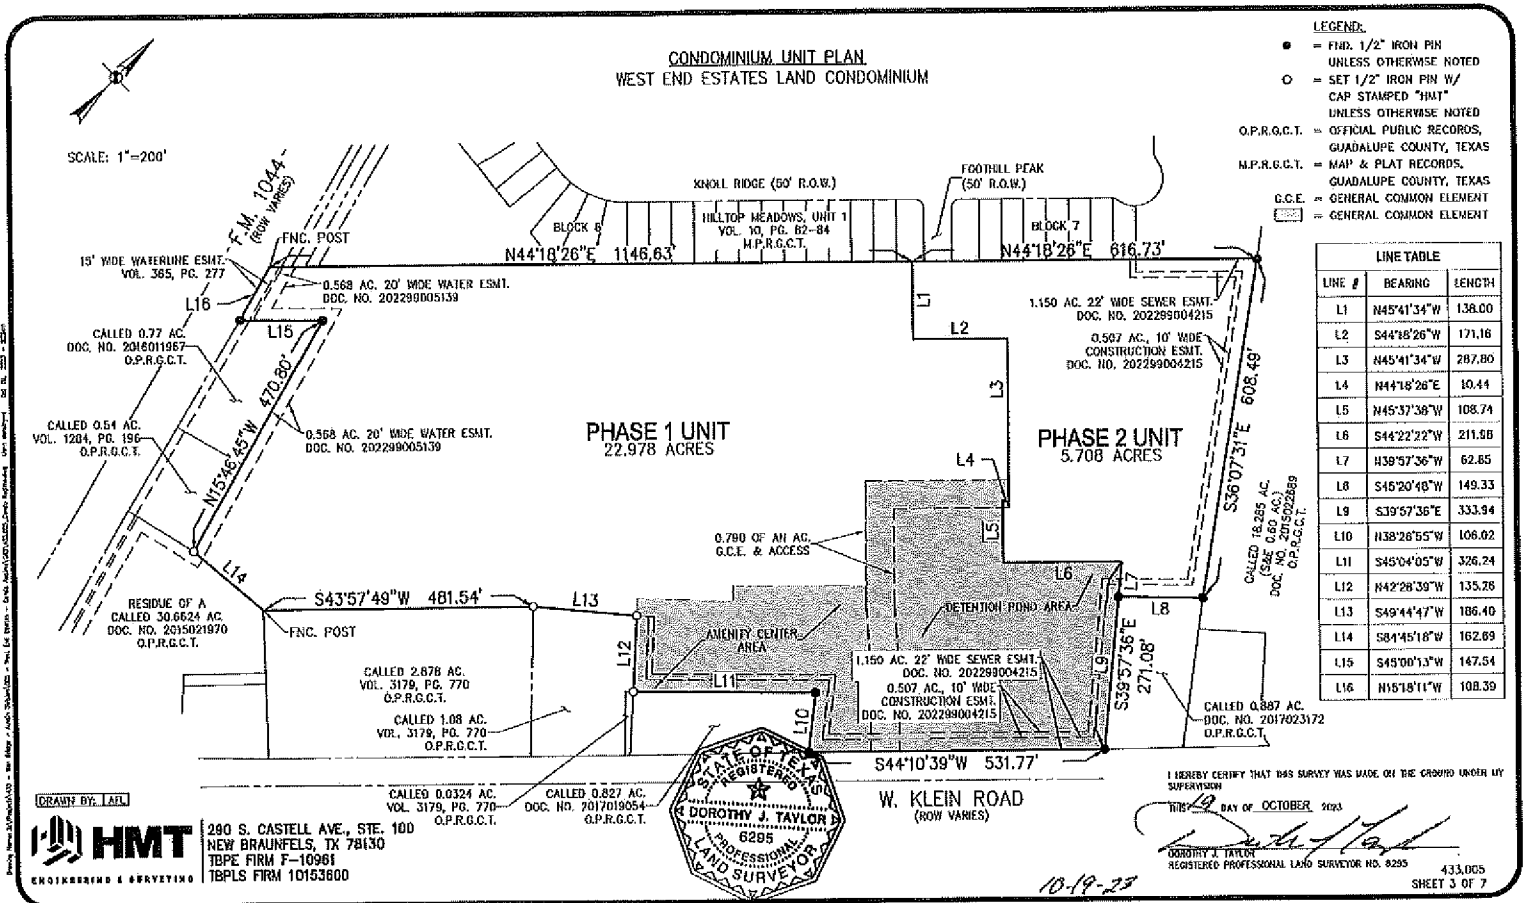 CONDOMINIUM UNIT PLAN
WEST END ESTATES LAND CONDOMINIUM
SCALE: 1"=200'
LEGEND:
= FND. 1/2" IRON PIN
UNLESS OTHERWISE NOTED
= SET 1/2" IRON PIN W/
CAP STAMPED "HMT"
UNLESS OTHERWISE NOTED
O.P.R.G.C.T. = OFFICIAL PUBLIC RECORDS,
GUADALUPE COUNTY, TEXAS
M.P.R.G.C.T. = MAP & PLAT RECORDS,
GUADALUPE COUNTY, TEXAS
G.C.E. = GENERAL COMMON ELEMENT
= GENERAL COMMON ELEMENT
F.M. 1044
(ROW VARIES)
FNC. POST
15' WIDE WATERLINE ESMT.
VOL. 365, PG. 277
L16
0.568 AC. 20' WIDE WATER ESMT.
DOC. NO. 202299005139
L15
CALLED 0.77 AC.
DOC. NO. 2016011967
O.P.R.G.C.T.
CALLED 0.54 AC.
VOL. 1204, PG. 196
O.P.R.G.C.T.
N15°46'45"W 470.80'
0.568 AC. 20' WIDE WATER ESMT.
DOC. NO. 202299005139
KNOLL RIDGE (50' R.O.W.)
BLOCK 6
HILLTOP MEADOWS, UNIT 1
VOL. 10, PG. 82-84
M.P.R.G.C.T.
N44°18'26"E 1146.63'
FOOTHILL PEAK
(50' R.O.W.)
BLOCK 7
N44°18'26"E 616.73'
L1
L2
L3
L4
L5
L6
L7
L8
L9
1.150 AC. 22' WIDE SEWER ESMT.
DOC. NO. 202299004215
0.507 AC., 10' WIDE
CONSTRUCTION ESMT.
DOC. NO. 202299004215
S36°07'31"E 608.49'
PHASE 1 UNIT
22.978 ACRES
PHASE 2 UNIT
5.708 ACRES
CALLED 18.285 AC.
(S&E 0.60 AC.)
DOC. NO. 2015022689
O.P.R.G.C.T.
0.790 OF AN AC.
G.C.E. & ACCESS
DETENTION POND AREA
AMENITY CENTER
AREA
1.150 AC. 22' WIDE SEWER ESMT.
DOC. NO. 202299004215
0.507 AC., 10' WIDE
CONSTRUCTION ESMT.
DOC. NO. 202299004215
S39°57'36"E
271.08'
CALLED 0.887 AC.
DOC. NO. 2017023172
O.P.R.G.C.T.
L14
S43°57'49"W 481.54'
L13
FNC. POST
L12
L11
L10
RESIDUE OF A
CALLED 30.6624 AC.
DOC. NO. 2015021970
O.P.R.G.C.T.
CALLED 2.878 AC.
VOL. 3179, PG. 770
O.P.R.G.C.T.
CALLED 1.08 AC.
VOL. 3179, PG. 770
O.P.R.G.C.T.
CALLED 0.0324 AC.
VOL. 3179, PG. 770
O.P.R.G.C.T.
CALLED 0.827 AC.
DOC. NO. 2017019054
O.P.R.G.C.T.
S44°10'39"W 531.77'
W. KLEIN ROAD
(ROW VARIES)
LINE TABLE
LINE # BEARING LENGTH
L1 N45°41'34"W 138.00
L2 S44°18'26"W 171.16
L3 N45°41'34"W 287.80
L4 N44°18'26"E 10.44
L5 N45°37'38"W 108.74
L6 S44°22'22"W 211.98
L7 N39°57'36"W 62.85
L8 S45°20'48"W 149.33
L9 S39°57'36"E 333.94
L10 N38°26'55"W 106.02
L11 S45°04'05"W 326.24
L12 N42°28'39"W 135.26
L13 S49°44'47"W 186.40
L14 S84°45'18"W 162.69
L15 S45°00'13"W 147.54
L16 N15°18'11"W 108.39
STATE OF TEXAS
REGISTERED
DOROTHY J. TAYLOR
6295
PROFESSIONAL
LAND SURVEYOR
I HEREBY CERTIFY THAT THIS SURVEY WAS MADE ON THE GROUND UNDER MY
SUPERVISION
THIS 19 DAY OF OCTOBER 2023
DOROTHY J. TAYLOR
REGISTERED PROFESSIONAL LAND SURVEYOR NO. 6295
10-19-23
433.005
SHEET 3 OF 7
DRAWN BY: AFL
HMT
ENGINEERING & SURVEYING
290 S. CASTELL AVE., STE. 100
NEW BRAUNFELS, TX 78130
TBPE FIRM F-10961
TBPLS FIRM 10153600